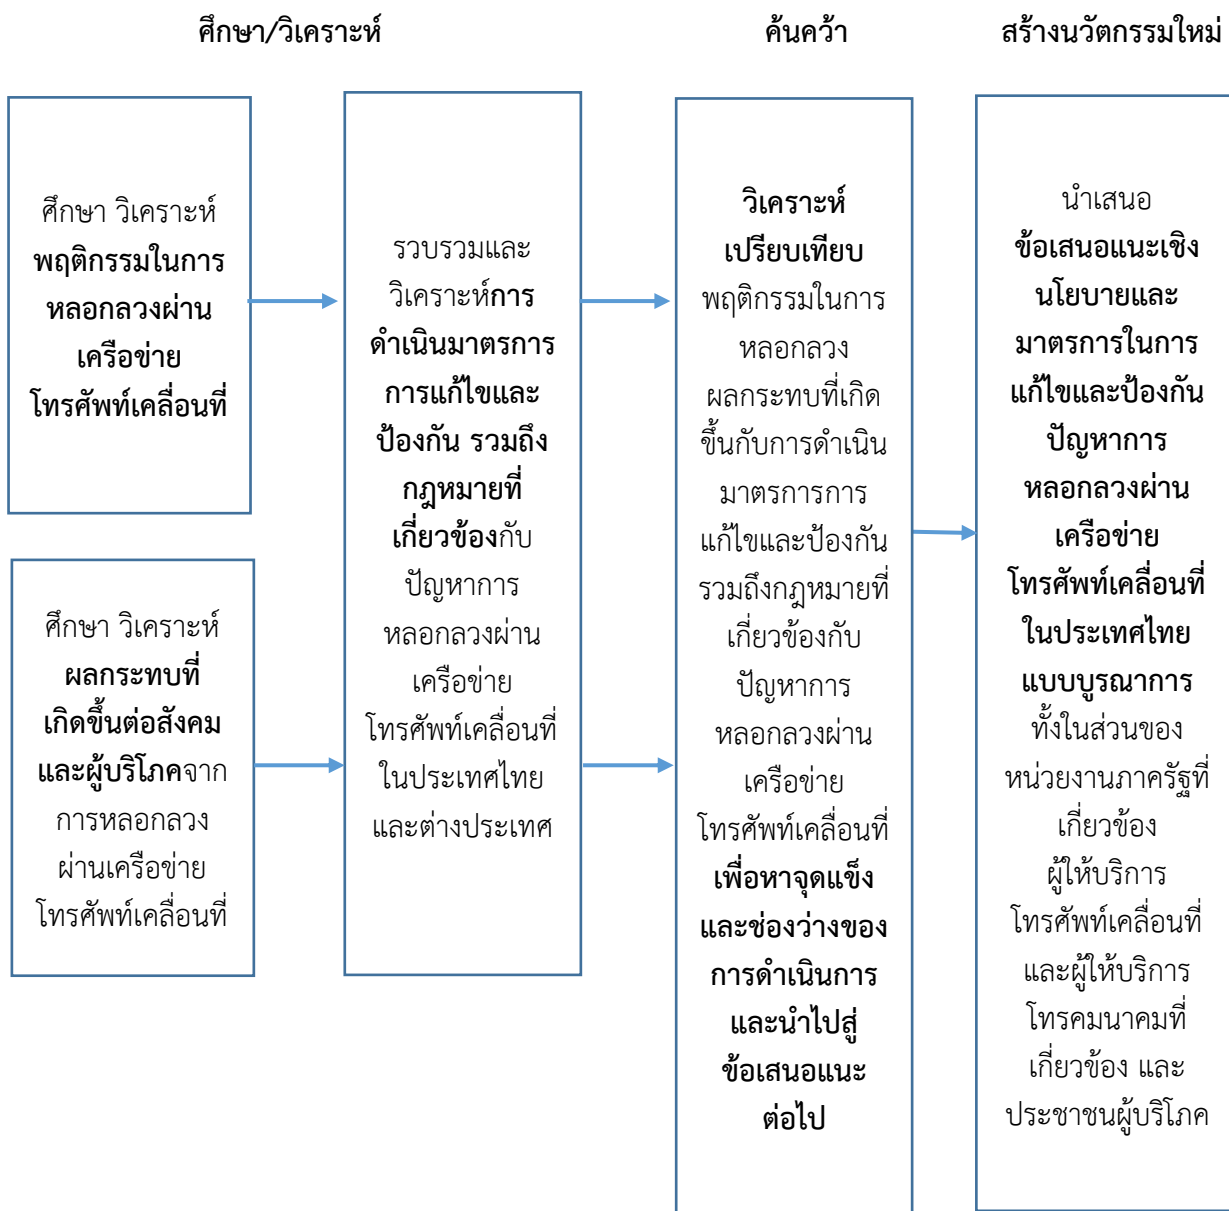 ศึกษา/วิเคราะห์
ค้นคว้า
สร้างนวัตกรรมใหม่
ศึกษา วิเคราะห์
พฤติกรรมในการ
หลอกลวงผ่าน
เครือข่าย
โทรศัพท์เคลื่อนที่
ศึกษา วิเคราะห์
ผลกระทบที่
เกิดขึ้นต่อสังคม
และผู้บริโภคจาก
การหลอกลวง
ผ่านเครือข่าย
โทรศัพท์เคลื่อนที่
รวบรวมและ
วิเคราะห์การ
ดำเนินมาตรการ
การแก้ไขและ
ป้องกัน รวมถึง
กฎหมายที่
เกี่ยวข้องกับ
ปัญหาการ
หลอกลวงผ่าน
เครือข่าย
โทรศัพท์เคลื่อนที่
ในประเทศไทย
และต่างประเทศ
วิเคราะห์
เปรียบเทียบ
พฤติกรรมในการ
หลอกลวง
ผลกระทบที่เกิด
ขึ้นกับการดำเนิน
มาตรการการ
แก้ไขและป้องกัน
รวมถึงกฎหมายที่
เกี่ยวข้องกับ
ปัญหาการ
หลอกลวงผ่าน
เครือข่าย
โทรศัพท์เคลื่อนที่
เพื่อหาจุดแข็ง
และช่องว่างของ
การดำเนินการ
และนำไปสู่
ข้อเสนอแนะ
ต่อไป
นำเสนอ
ข้อเสนอแนะเชิง
นโยบายและ
มาตรการในการ
แก้ไขและป้องกัน
ปัญหาการ
หลอกลวงผ่าน
เครือข่าย
โทรศัพท์เคลื่อนที่
ในประเทศไทย
แบบบูรณาการ
ทั้งในส่วนของ
หน่วยงานภาครัฐที่
เกี่ยวข้อง
ผู้ให้บริการ
โทรศัพท์เคลื่อนที่
และผู้ให้บริการ
โทรคมนาคมที่
เกี่ยวข้อง และ
ประชาชนผู้บริโภค